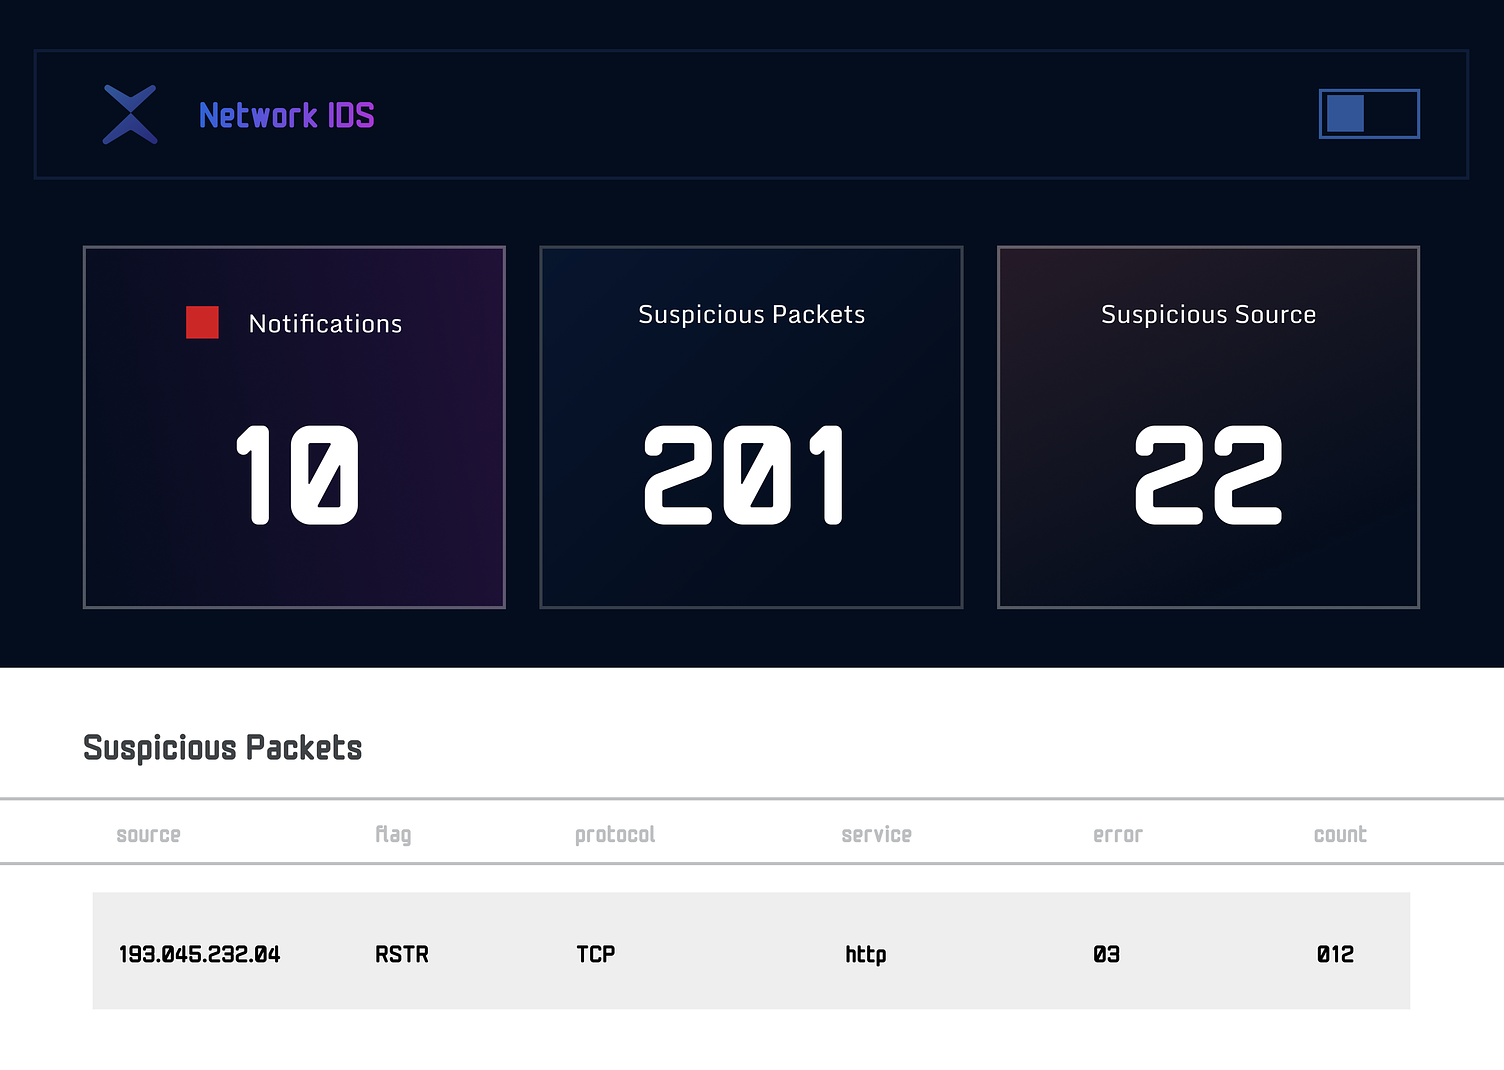 Network IDS
Notifications
Suspicious Packets
Suspicious Source
10
201
22
Suspicious Packets
source flag protocol service error count
193.045.232.04 RSTR TCP http 03 012